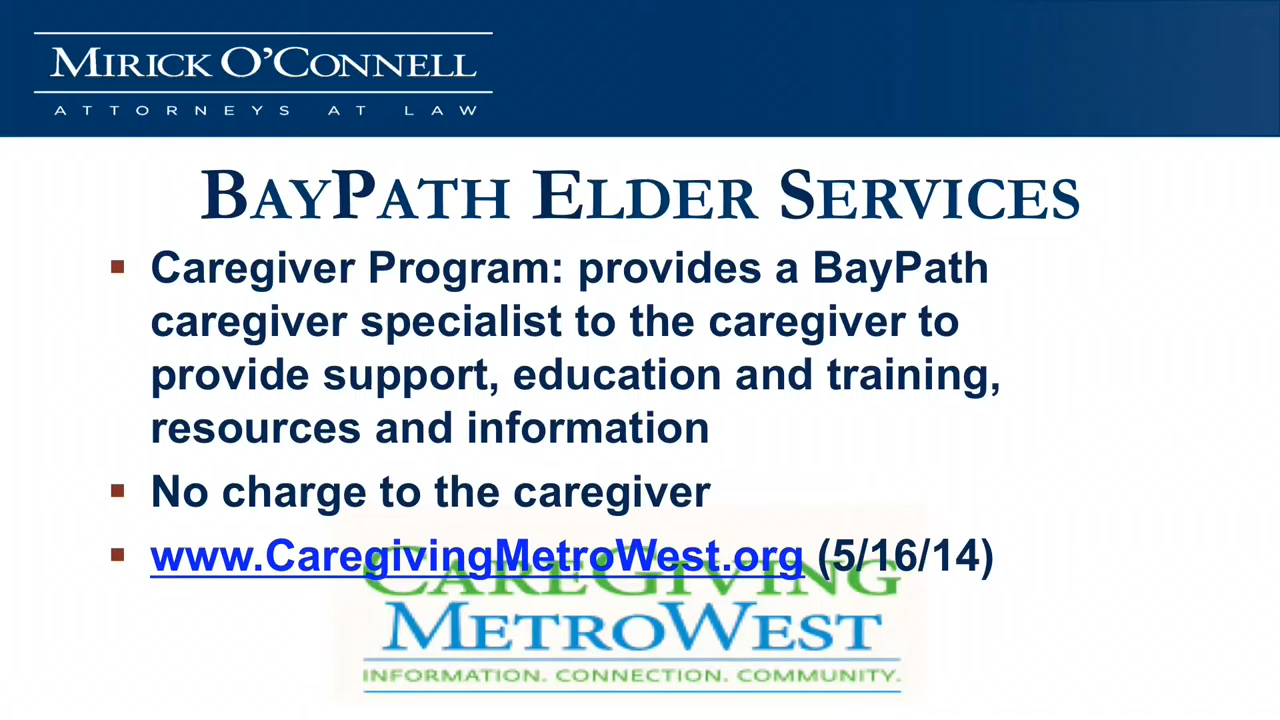 MIRICK O'CONNELL
ATTORNEYS AT LAW
BAYPATH ELDER SERVICES
▪ Caregiver Program: provides a BayPath
caregiver specialist to the caregiver to
provide support, education and training,
resources and information
▪ No charge to the caregiver
▪ www.CaregivingMetroWest.org (5/16/14)
CAREGIVING
METROWEST
INFORMATION. CONNECTION. COMMUNITY.